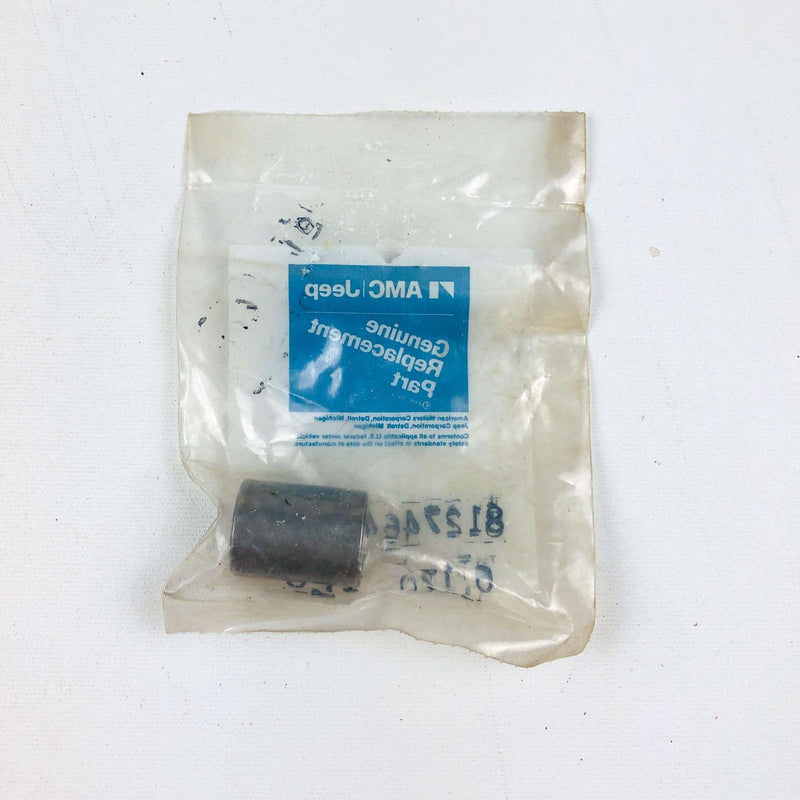 AMC Jeep
Genuine
Replacement
Part
American Motors Corporation, Detroit, Michigan
Jeep Corporation, Detroit, Michigan
Conforms to all applicable U.S. federal motor vehicle
safety standards in effect on the date of manufacture.